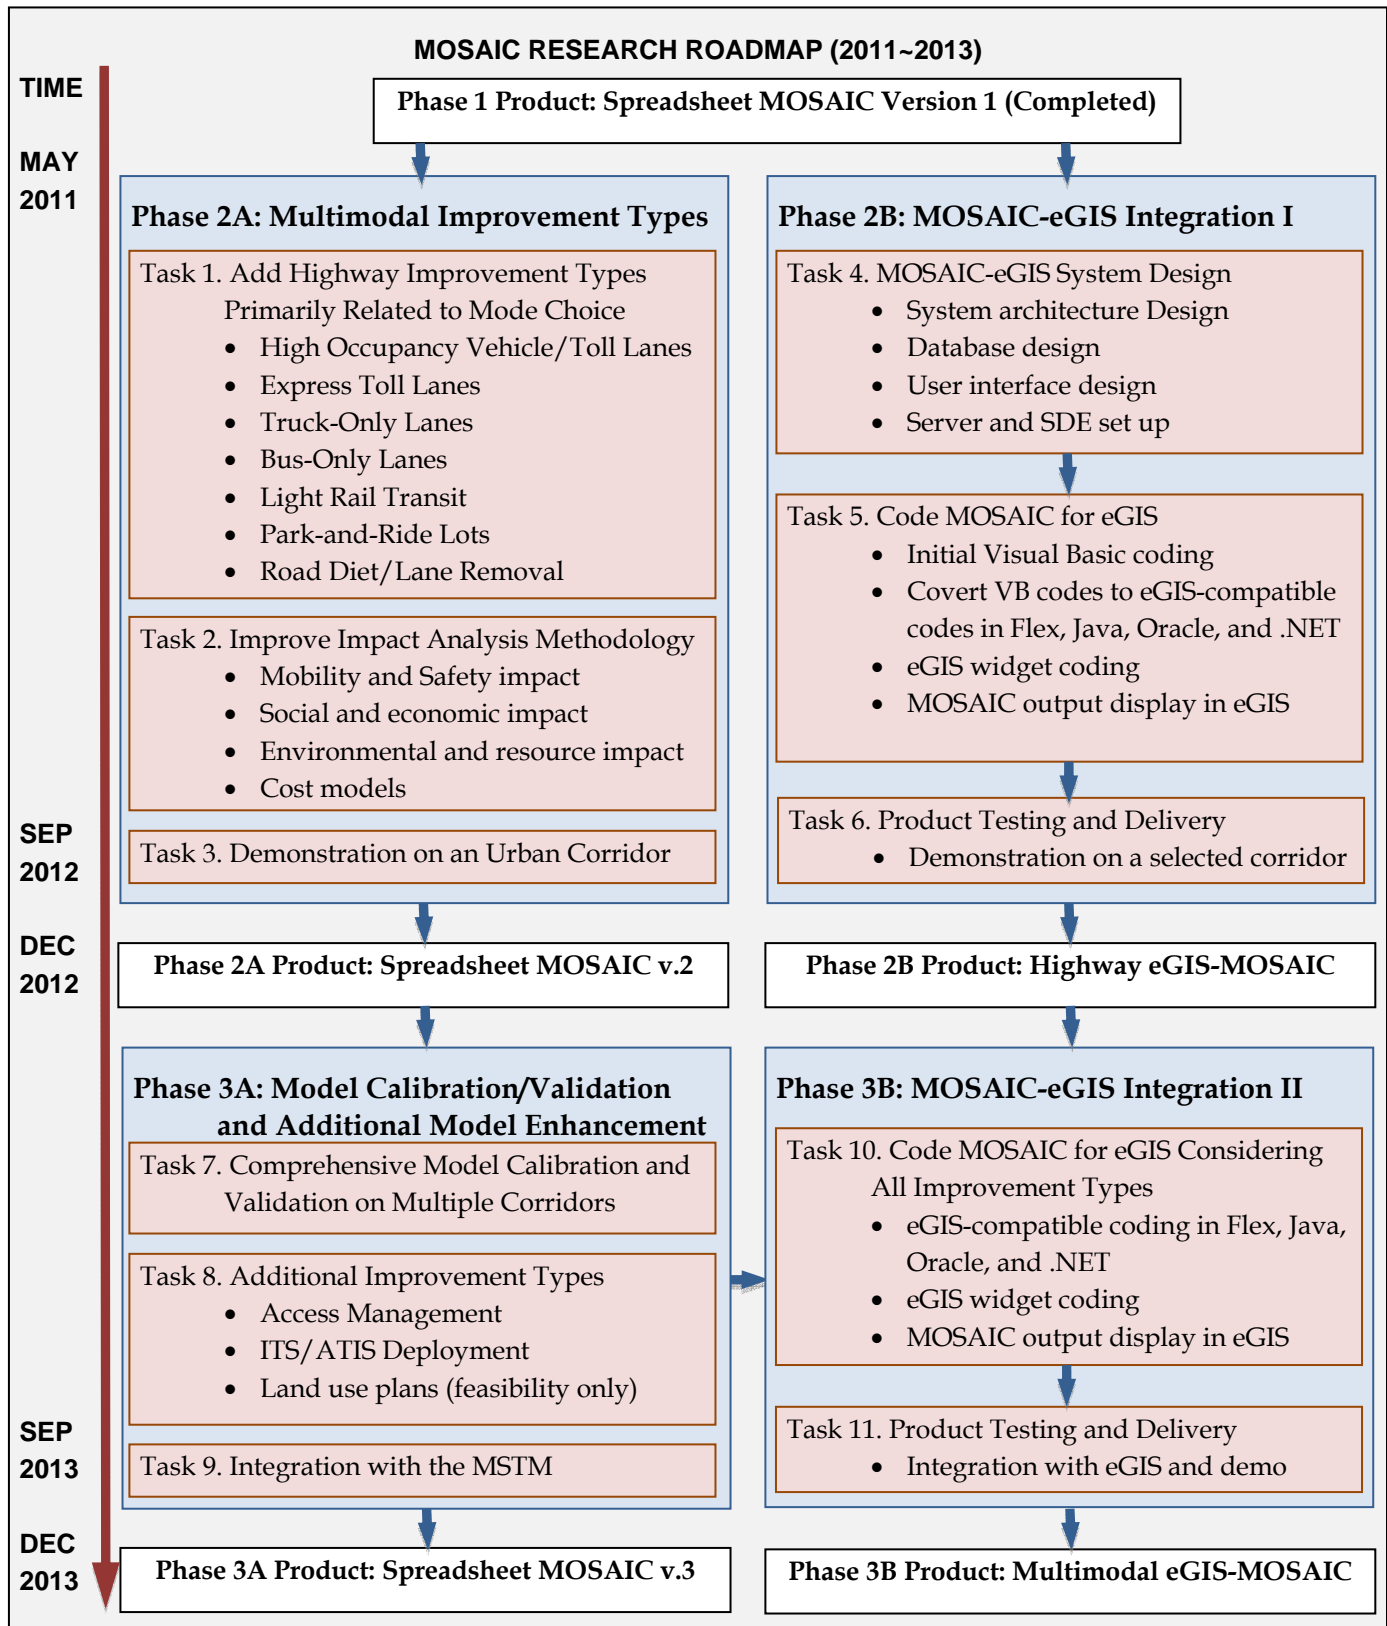 MOSAIC RESEARCH ROADMAP (2011~2013)
TIME
Phase 1 Product: Spreadsheet MOSAIC Version 1 (Completed)
MAY
2011
Phase 2A: Multimodal Improvement Types
Task 1. Add Highway Improvement Types
Primarily Related to Mode Choice
• High Occupancy Vehicle/Toll Lanes
• Express Toll Lanes
• Truck-Only Lanes
• Bus-Only Lanes
• Light Rail Transit
• Park-and-Ride Lots
• Road Diet/Lane Removal
Task 2. Improve Impact Analysis Methodology
• Mobility and Safety impact
• Social and economic impact
• Environmental and resource impact
• Cost models
Task 3. Demonstration on an Urban Corridor
Phase 2B: MOSAIC-eGIS Integration I
Task 4. MOSAIC-eGIS System Design
• System architecture Design
• Database design
• User interface design
• Server and SDE set up
Task 5. Code MOSAIC for eGIS
• Initial Visual Basic coding
• Covert VB codes to eGIS-compatible
codes in Flex, Java, Oracle, and .NET
• eGIS widget coding
• MOSAIC output display in eGIS
Task 6. Product Testing and Delivery
• Demonstration on a selected corridor
SEP
2012
DEC
2012
Phase 2A Product: Spreadsheet MOSAIC v.2
Phase 2B Product: Highway eGIS-MOSAIC
Phase 3A: Model Calibration/Validation
and Additional Model Enhancement
Task 7. Comprehensive Model Calibration and
Validation on Multiple Corridors
Task 8. Additional Improvement Types
• Access Management
• ITS/ATIS Deployment
• Land use plans (feasibility only)
Task 9. Integration with the MSTM
Phase 3B: MOSAIC-eGIS Integration II
Task 10. Code MOSAIC for eGIS Considering
All Improvement Types
• eGIS-compatible coding in Flex, Java,
Oracle, and .NET
• eGIS widget coding
• MOSAIC output display in eGIS
Task 11. Product Testing and Delivery
• Integration with eGIS and demo
SEP
2013
DEC
2013
Phase 3A Product: Spreadsheet MOSAIC v.3
Phase 3B Product: Multimodal eGIS-MOSAIC